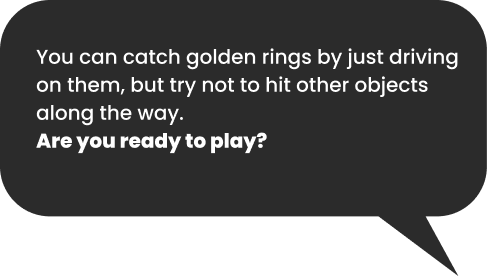 You can catch golden rings by just driving
on them, but try not to hit other objects
along the way.
Are you ready to play?